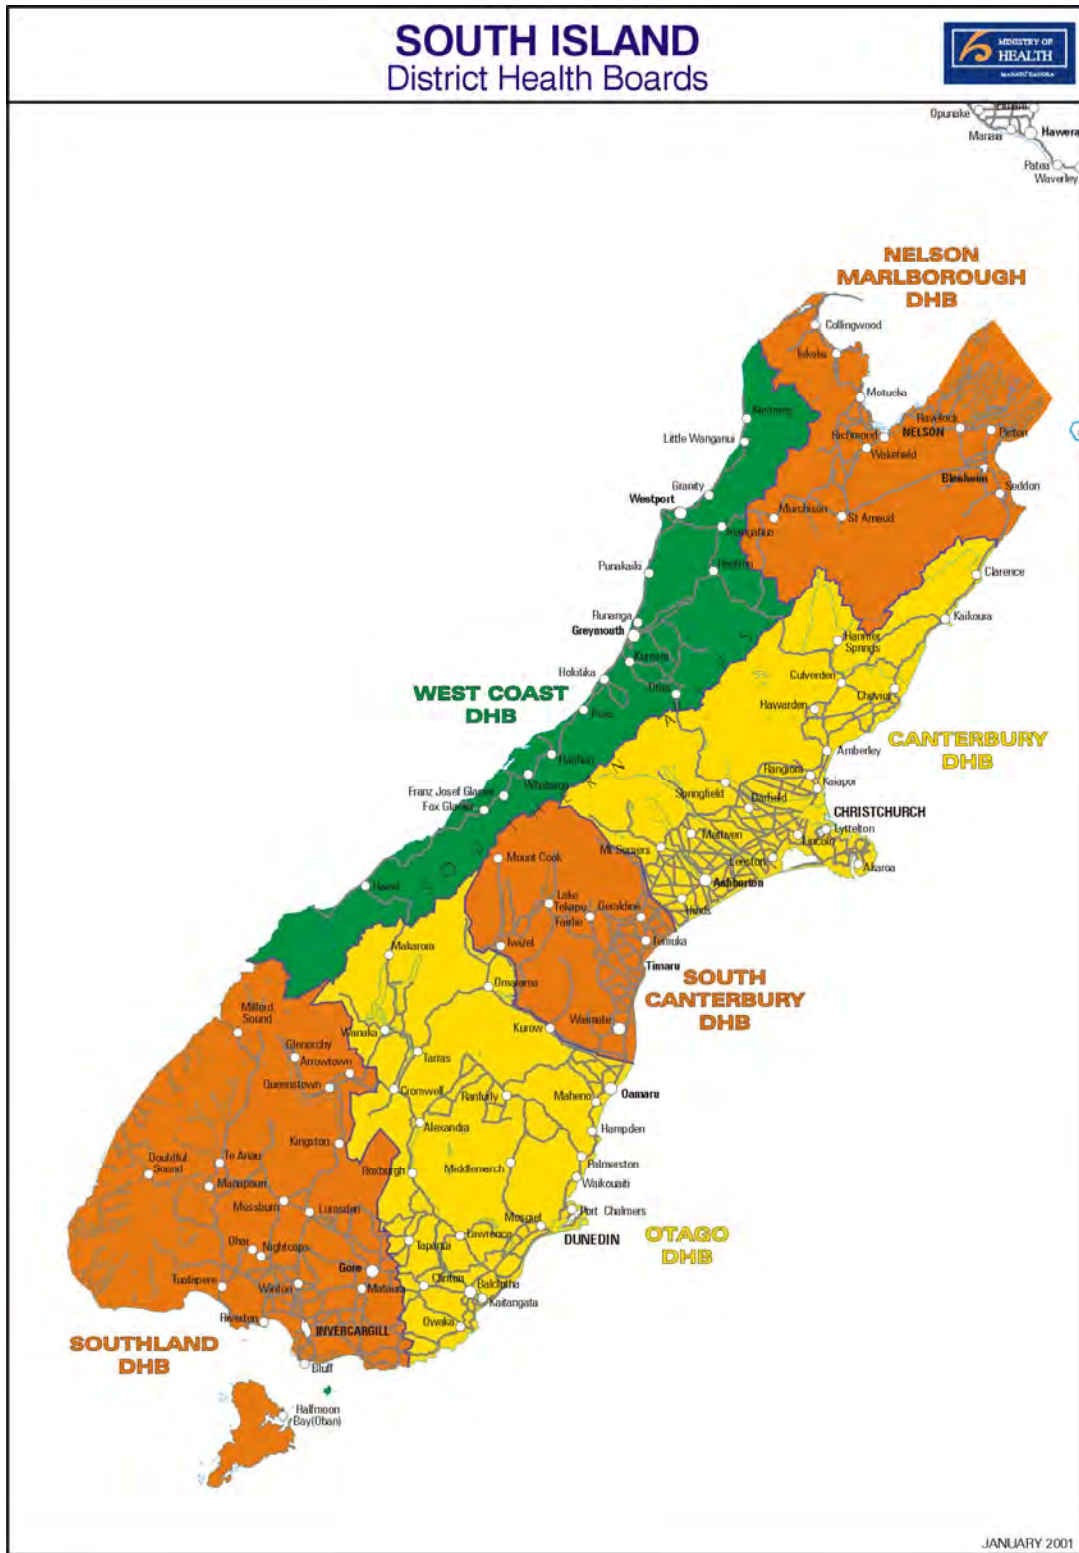 SOUTH ISLAND
District Health Boards
MINISTRY OF
HEALTH
MANATŪ HAUORA
Opunake
Manaia
Hawera
Patea
Waverley
NELSON
MARLBOROUGH
DHB
Collingwood
Takaka
Motueka
Karamea
Little Wanganui
Richmond
NELSON
Havelock
Picton
Wakefield
Blenheim
Seddon
Granity
Westport
Murchison
St Arnaud
Inangahua
Punakaiki
Reefton
Clarence
Runanga
Greymouth
Kaikoura
Hanmer
Springs
Kumara
Hokitika
Culverden
Cheviot
WEST COAST
DHB
Otira
Hawarden
Ross
CANTERBURY
DHB
Amberley
Harihari
Rangiora
Kaiapoi
Whataroa
Franz Josef Glacier
Fox Glacier
Springfield
Darfield
CHRISTCHURCH
Lyttelton
Lincoln
Methven
Mt Somers
Leeston
Akaroa
Mount Cook
Ashburton
Haast
Lake
Tekapo
Geraldine
Fairlie
Hinds
Makarora
Twizel
Temuka
Timaru
SOUTH
CANTERBURY
DHB
Omarama
Milford
Sound
Wanaka
Kurow
Waimate
Glenorchy
Arrowtown
Queenstown
Tarras
Cromwell
Ranfurly
Maheno
Oamaru
Alexandra
Hampden
Kingston
Doubtful
Sound
Te Anau
Roxburgh
Middlemarch
Palmerston
Manapouri
Waikouaiti
Mossburn
Lumsden
Port Chalmers
Mosgiel
DUNEDIN
OTAGO
DHB
Ohai
Nightcaps
Tapanui
Lawrence
Gore
Tuatapere
Winton
Mataura
Clinton
Balclutha
Kaitangata
Riverton
INVERCARGILL
Owaka
SOUTHLAND
DHB
Bluff
Halfmoon
Bay(Oban)
JANUARY 2001